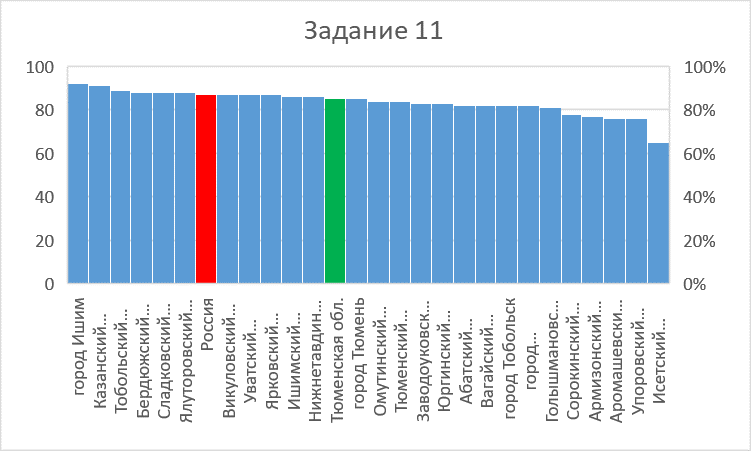 Задание 11
100
80
60
40
20
0
100%
80%
60%
40%
20%
0%
город Ишим
Казанский…
Тобольский…
Бердюжский…
Сладковский…
Ялуторовский…
Россия
Викуловский…
Уватский…
Ярковский…
Ишимский…
Нижнетавдин…
Тюменская обл.
город Тюмень
Омутинский…
Тюменский…
Заводоуковск…
Юргинский…
Абатский…
Вагайский…
город Тобольск
город…
Голышмановс…
Сорокинский…
Армизонский…
Аромашевски…
Упоровский…
Исетский…